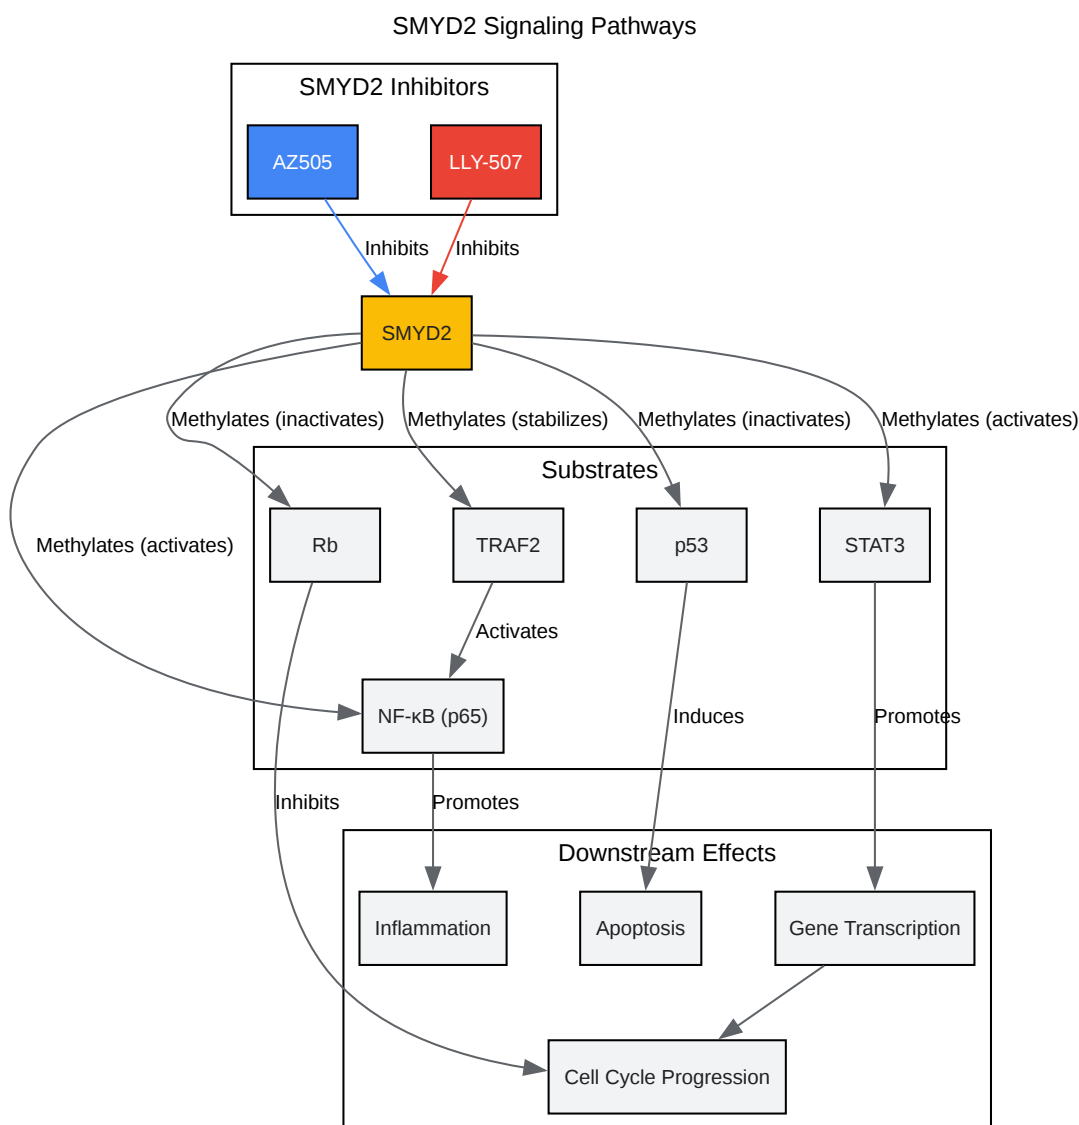 SMYD2 Signaling Pathways
SMYD2 Inhibitors
AZ505
LLY-507
Inhibits
Inhibits
SMYD2
Methylates (inactivates)
Methylates (stabilizes)
Methylates (inactivates)
Methylates (activates)
Substrates
Rb
TRAF2
p53
STAT3
Methylates (activates)
Activates
NF-κB (p65)
Induces
Promotes
Inhibits
Promotes
Downstream Effects
Inflammation
Apoptosis
Gene Transcription
Cell Cycle Progression